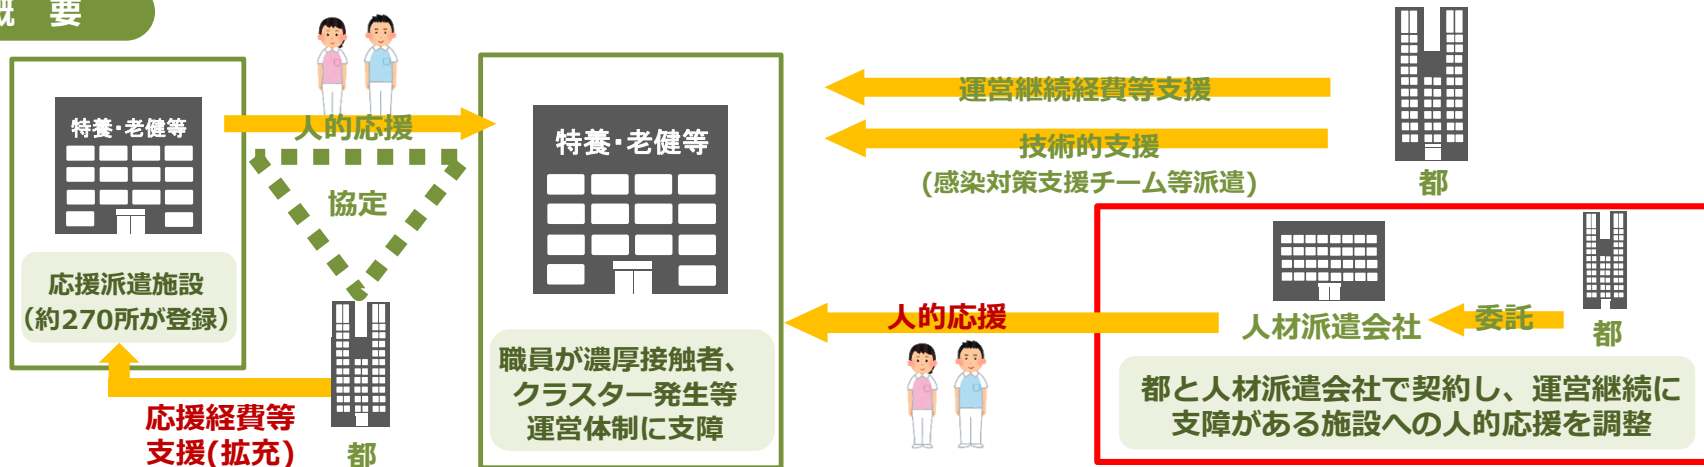 概 要
特養・老健等
応援派遣施設
（約270所が登録）
人的応援
協定
応援経費等
支援(拡充)
都
特養・老健等
職員が濃厚接触者、
クラスター発生等
運営体制に支障
運営継続経費等支援
技術的支援
(感染対策支援チーム等派遣)
都
人的応援
人材派遣会社
委託
都
都と人材派遣会社で契約し、運営継続に
支障がある施設への人的応援を調整